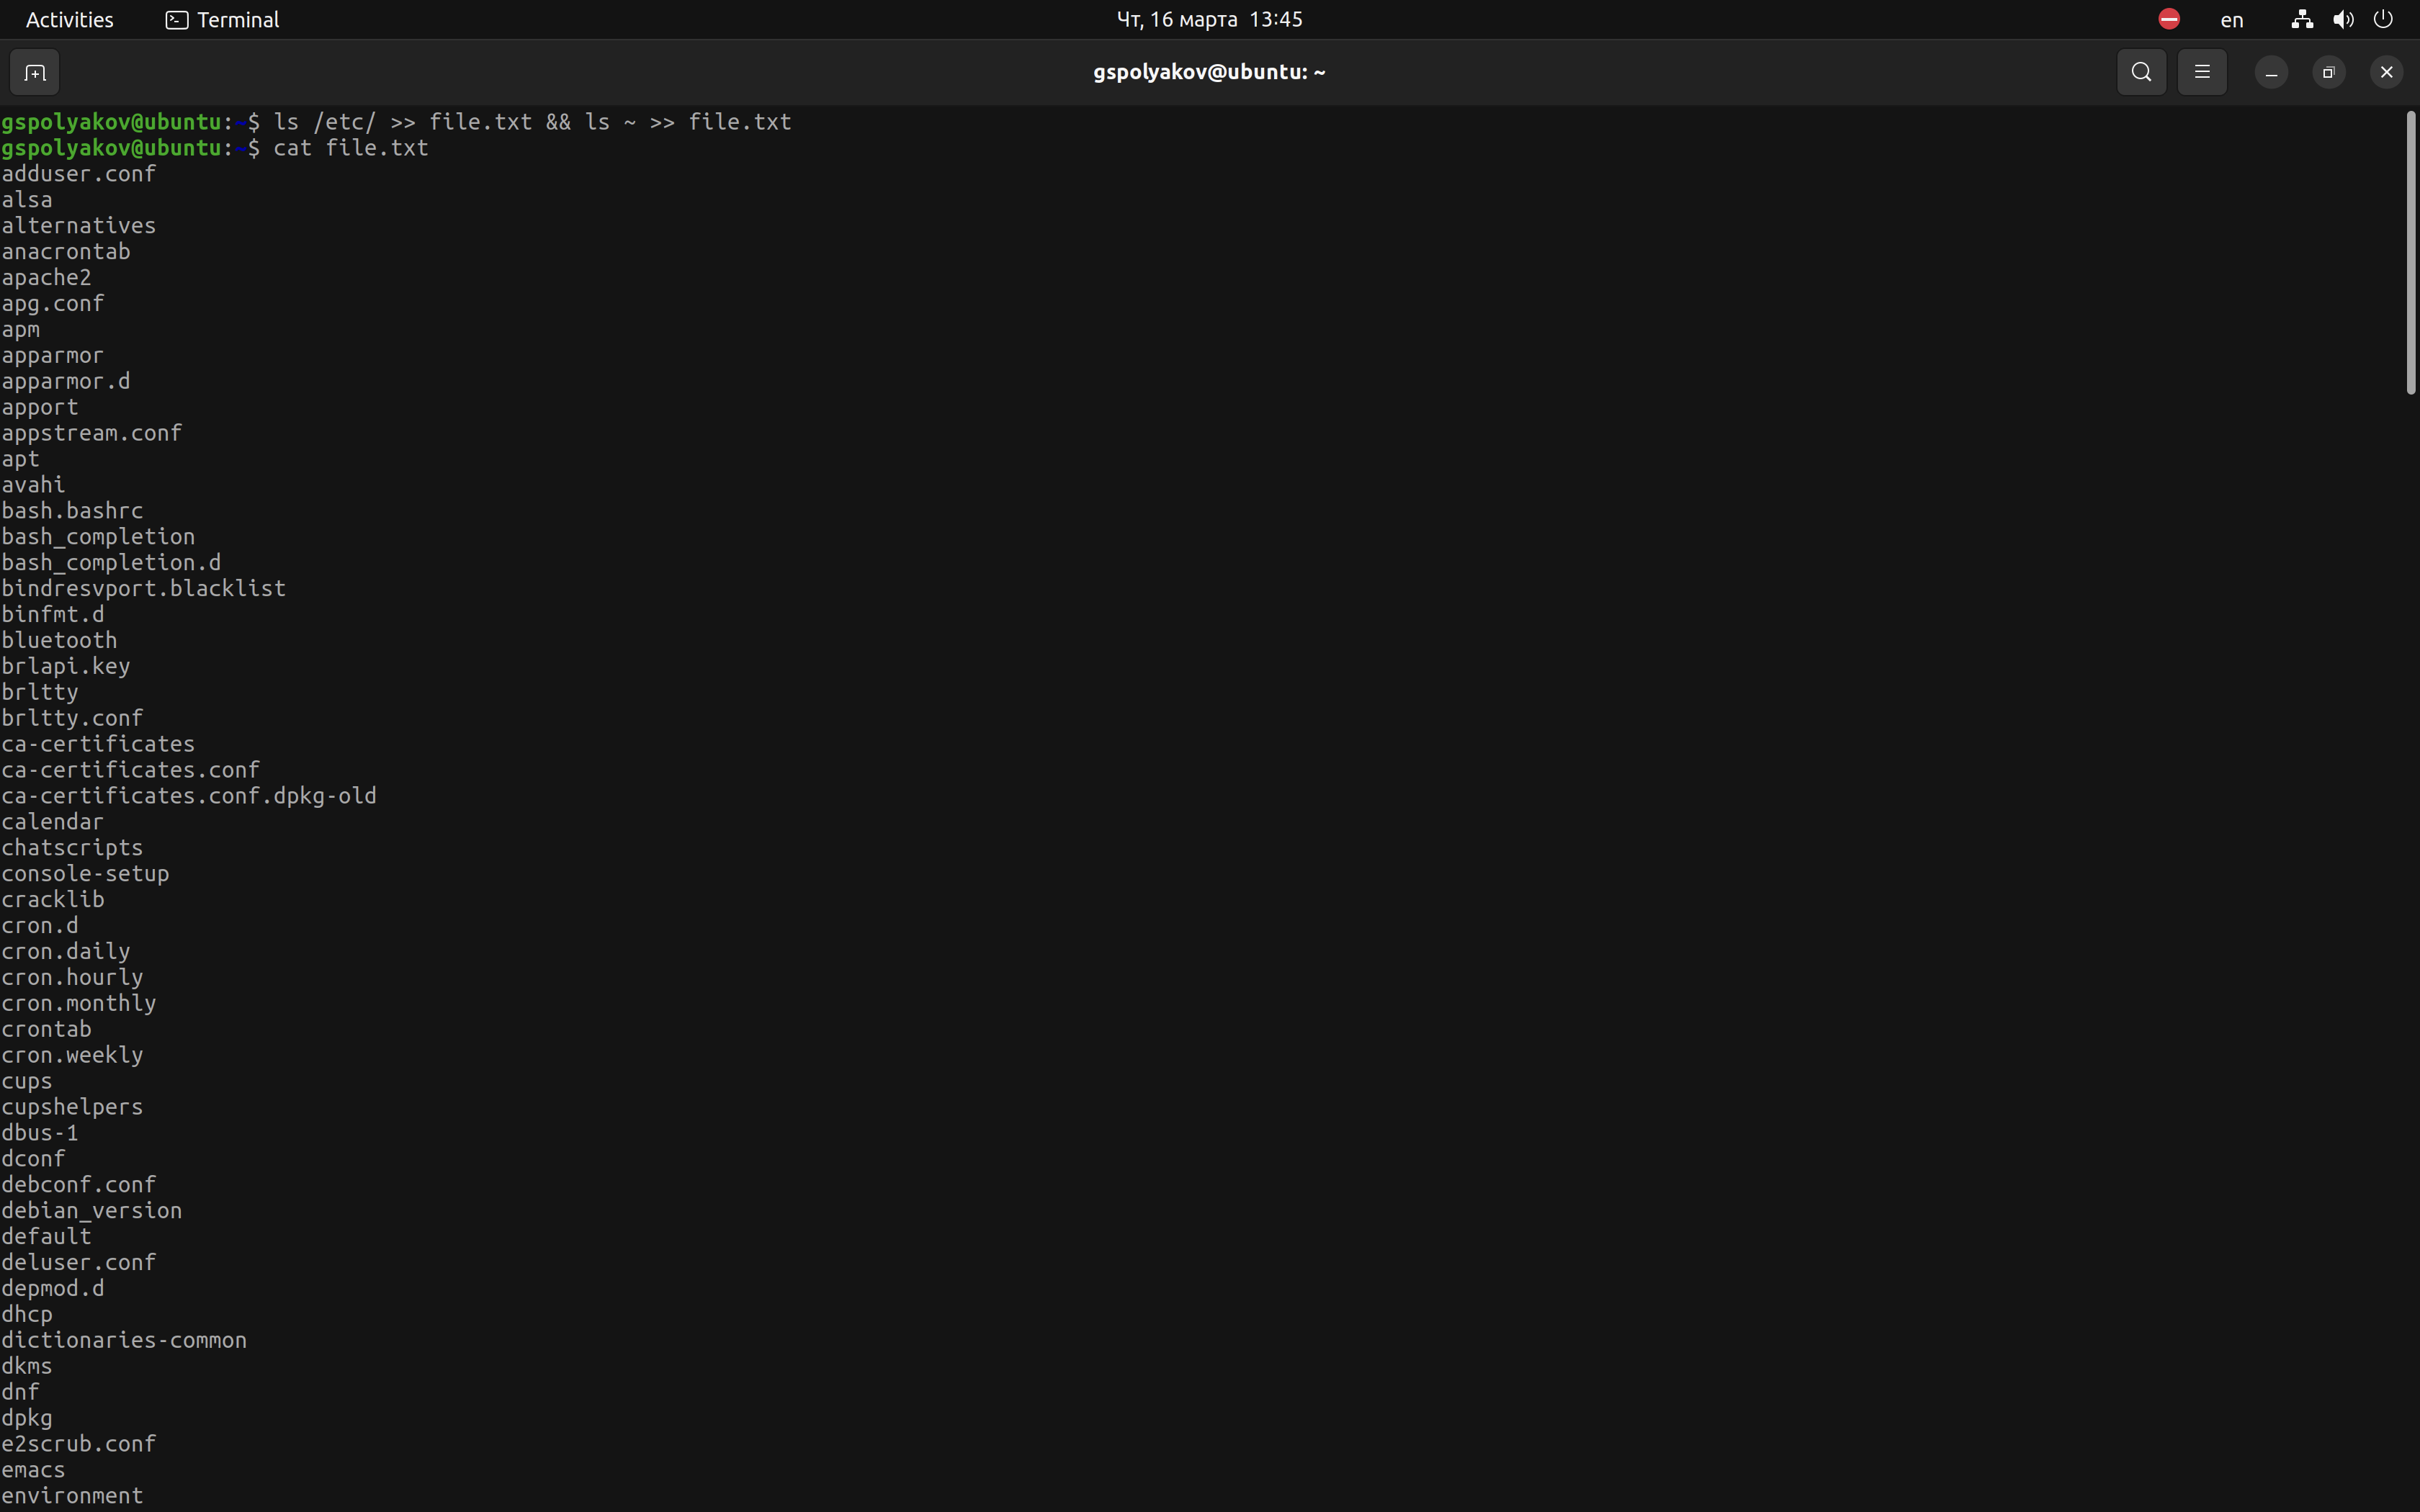 Activities Terminal Чт, 16 марта 13:45 en
gspolyakov@ubuntu: ~
gspolyakov@ubuntu:~$ ls /etc/ >> file.txt && ls ~ >> file.txt
gspolyakov@ubuntu:~$ cat file.txt
adduser.conf
alsa
alternatives
anacrontab
apache2
apg.conf
apm
apparmor
apparmor.d
apport
appstream.conf
apt
avahi
bash.bashrc
bash_completion
bash_completion.d
bindresvport.blacklist
binfmt.d
bluetooth
brlapi.key
brltty
brltty.conf
ca-certificates
ca-certificates.conf
ca-certificates.conf.dpkg-old
calendar
chatscripts
console-setup
cracklib
cron.d
cron.daily
cron.hourly
cron.monthly
crontab
cron.weekly
cups
cupshelpers
dbus-1
dconf
debconf.conf
debian_version
default
deluser.conf
depmod.d
dhcp
dictionaries-common
dkms
dnf
dpkg
e2scrub.conf
emacs
environment